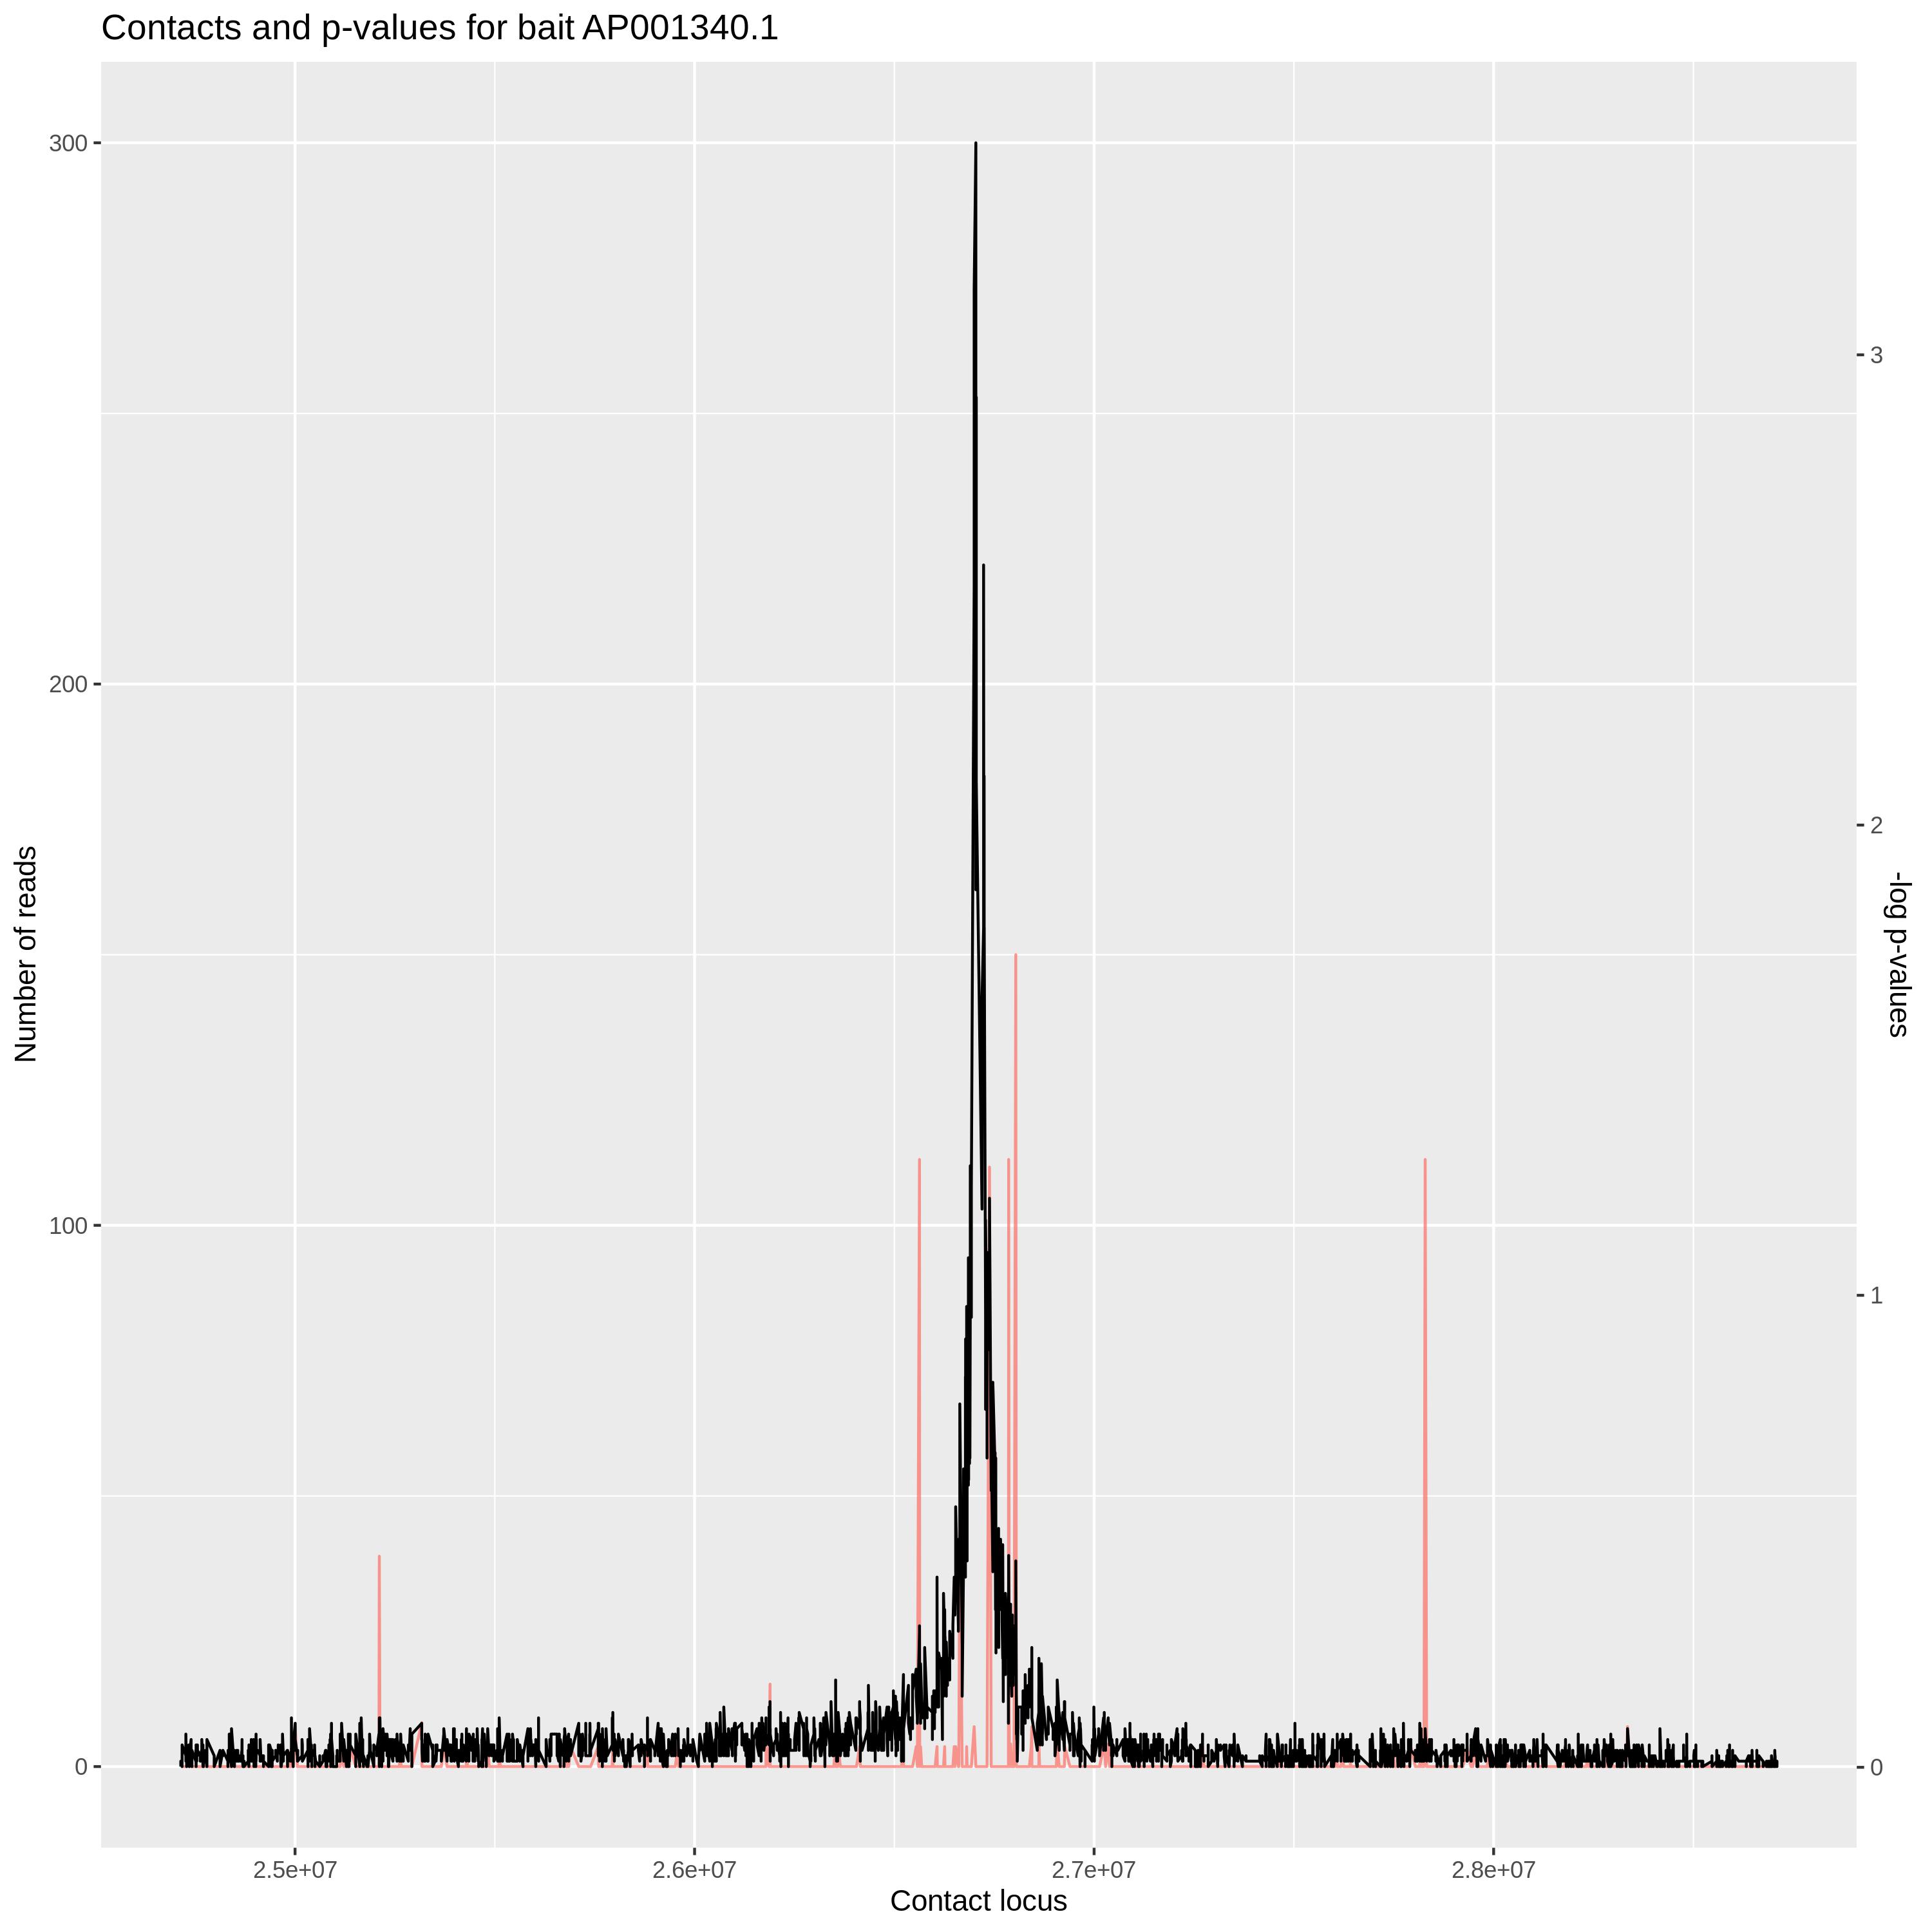 Contacts and p-values for bait AP001340.1
300
200
100
0
Number of reads
3
2
1
0
-log p-values
2.5e+07
2.6e+07
2.7e+07
2.8e+07
Contact locus